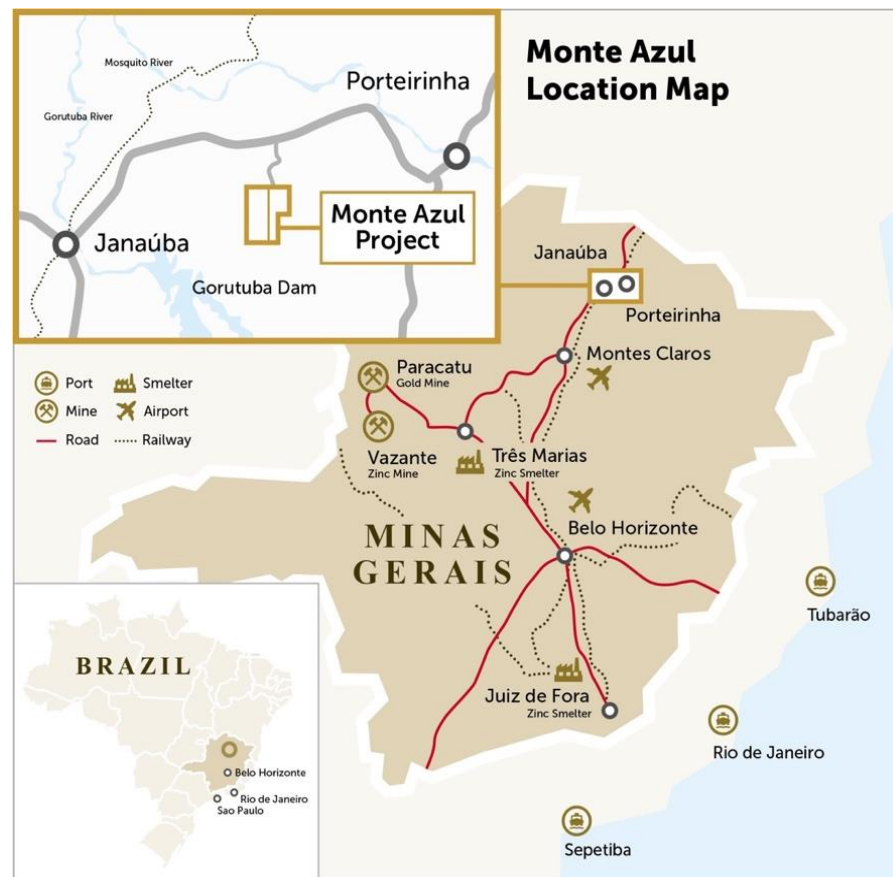 Monte Azul
Location Map
Mosquito River
Porteirinha
Gorutuba River
Monte Azul
Project
Janaúba
Gorutuba Dam
Janaúba
Porteirinha
Montes Claros
Paracatu
Gold Mine
Port
Smelter
Mine
Airport
Road
Railway
Vazante
Zinc Mine
Três Marias
Zinc Smelter
MINAS
GERAIS
Belo Horizonte
Tubarão
Juiz de Fora
Zinc Smelter
Rio de Janeiro
Sepetiba
BRAZIL
Belo Horizonte
Rio de Janeiro
Sao Paulo